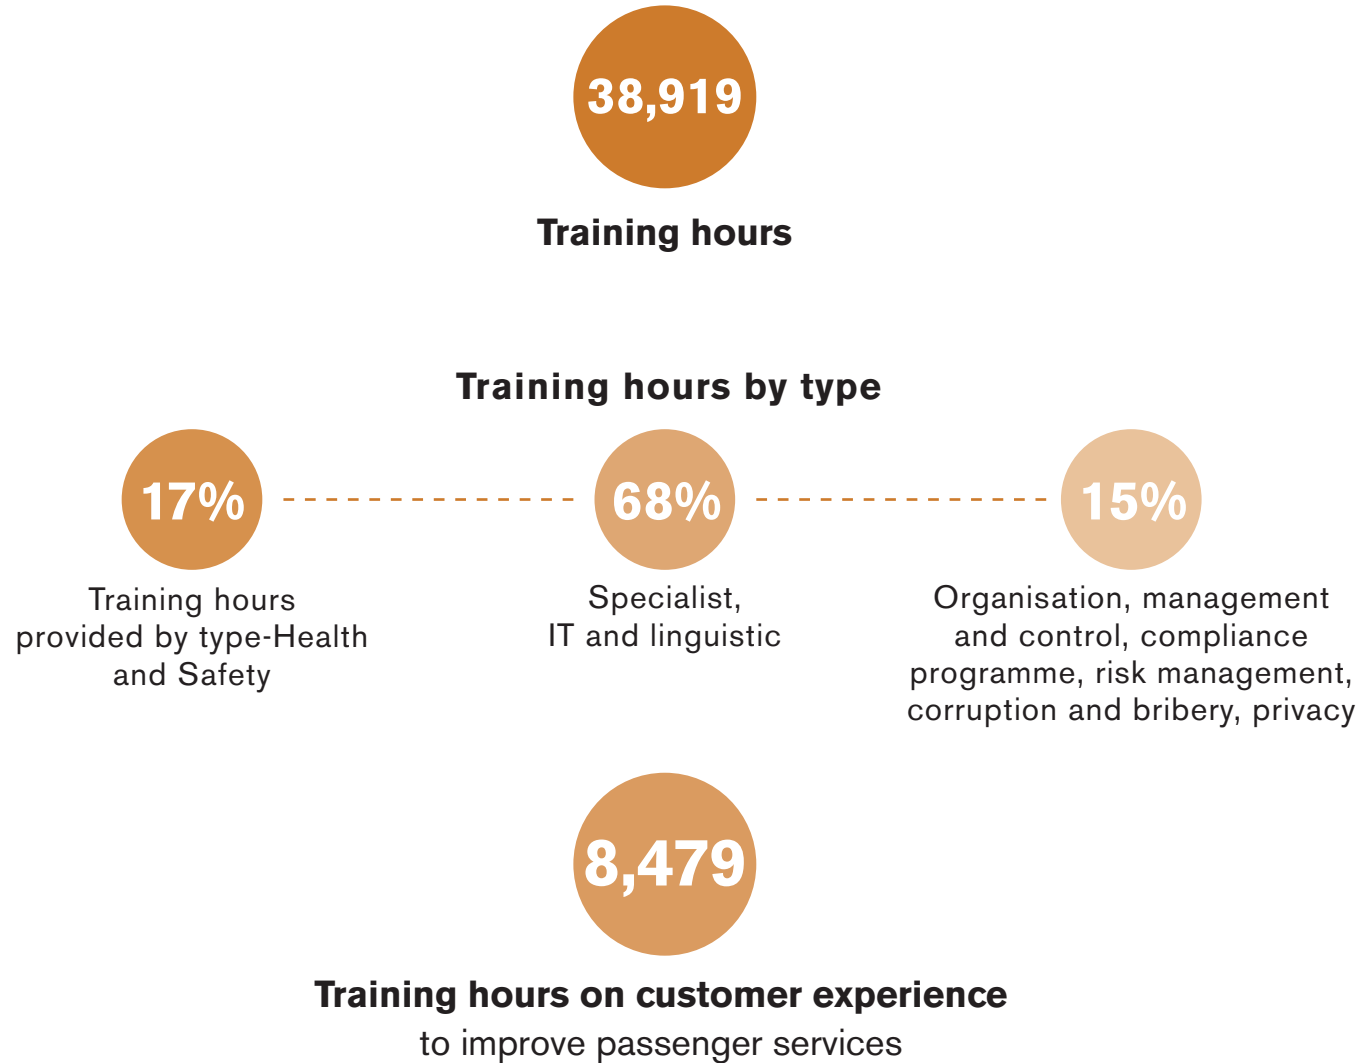 38,919
Training hours
Training hours by type
17%
Training hours
provided by type-Health
and Safety
68%
Specialist,
IT and linguistic
15%
Organisation, management
and control, compliance
programme, risk management,
corruption and bribery, privacy
8,479
Training hours on customer experience
to improve passenger services